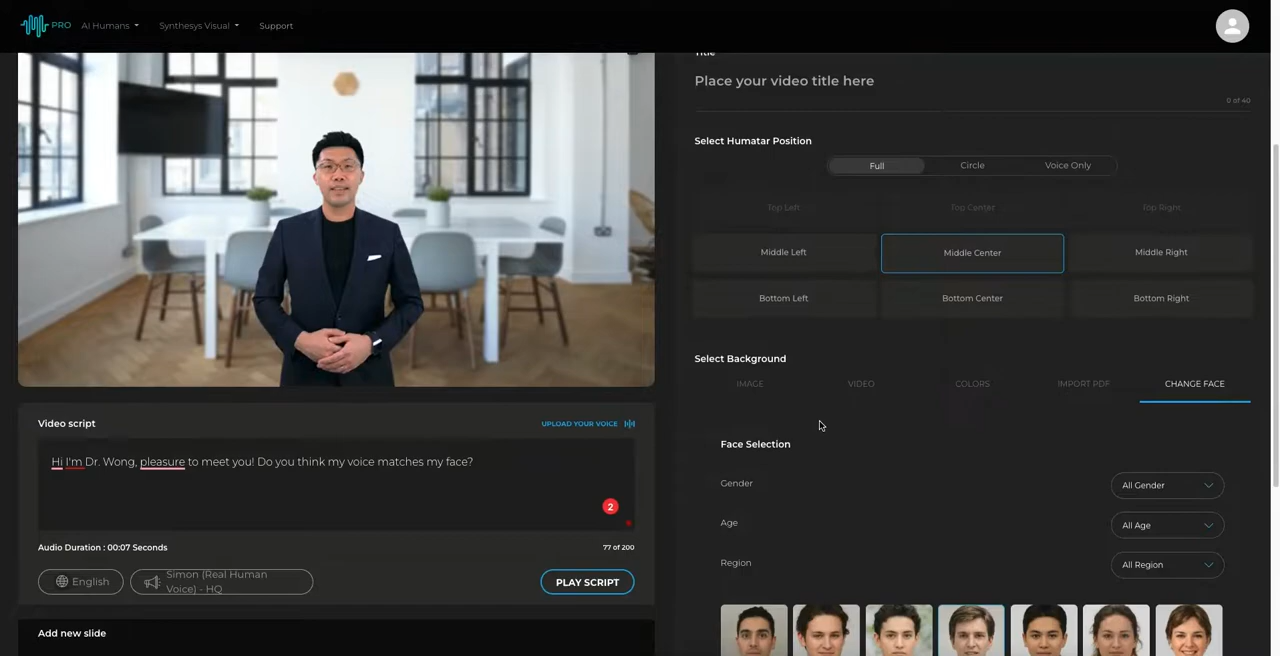 PRO
AI Humans
Synthesys Visual
Support
Title
Place your video title here
0 of 40
Select Humatar Position
Full
Circle
Voice Only
Top Left
Top Center
Top Right
Middle Left
Middle Center
Middle Right
Bottom Left
Bottom Center
Bottom Right
Select Background
IMAGE
VIDEO
COLORS
IMPORT PDF
CHANGE FACE
Face Selection
Gender
All Gender
Age
All Age
Region
All Region
Video script
UPLOAD YOUR VOICE
Hi I'm Dr. Wong, pleasure to meet you! Do you think my voice matches my face?
2
Audio Duration : 00:07 Seconds
77 of 200
English
Simon (Real Human
Voice) - HQ
PLAY SCRIPT
Add new slide